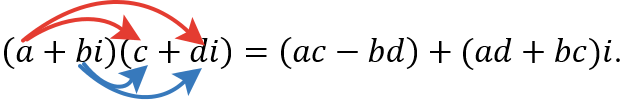 (a + bi)(c + di) = (ac − bd) + (ad + bc)i.